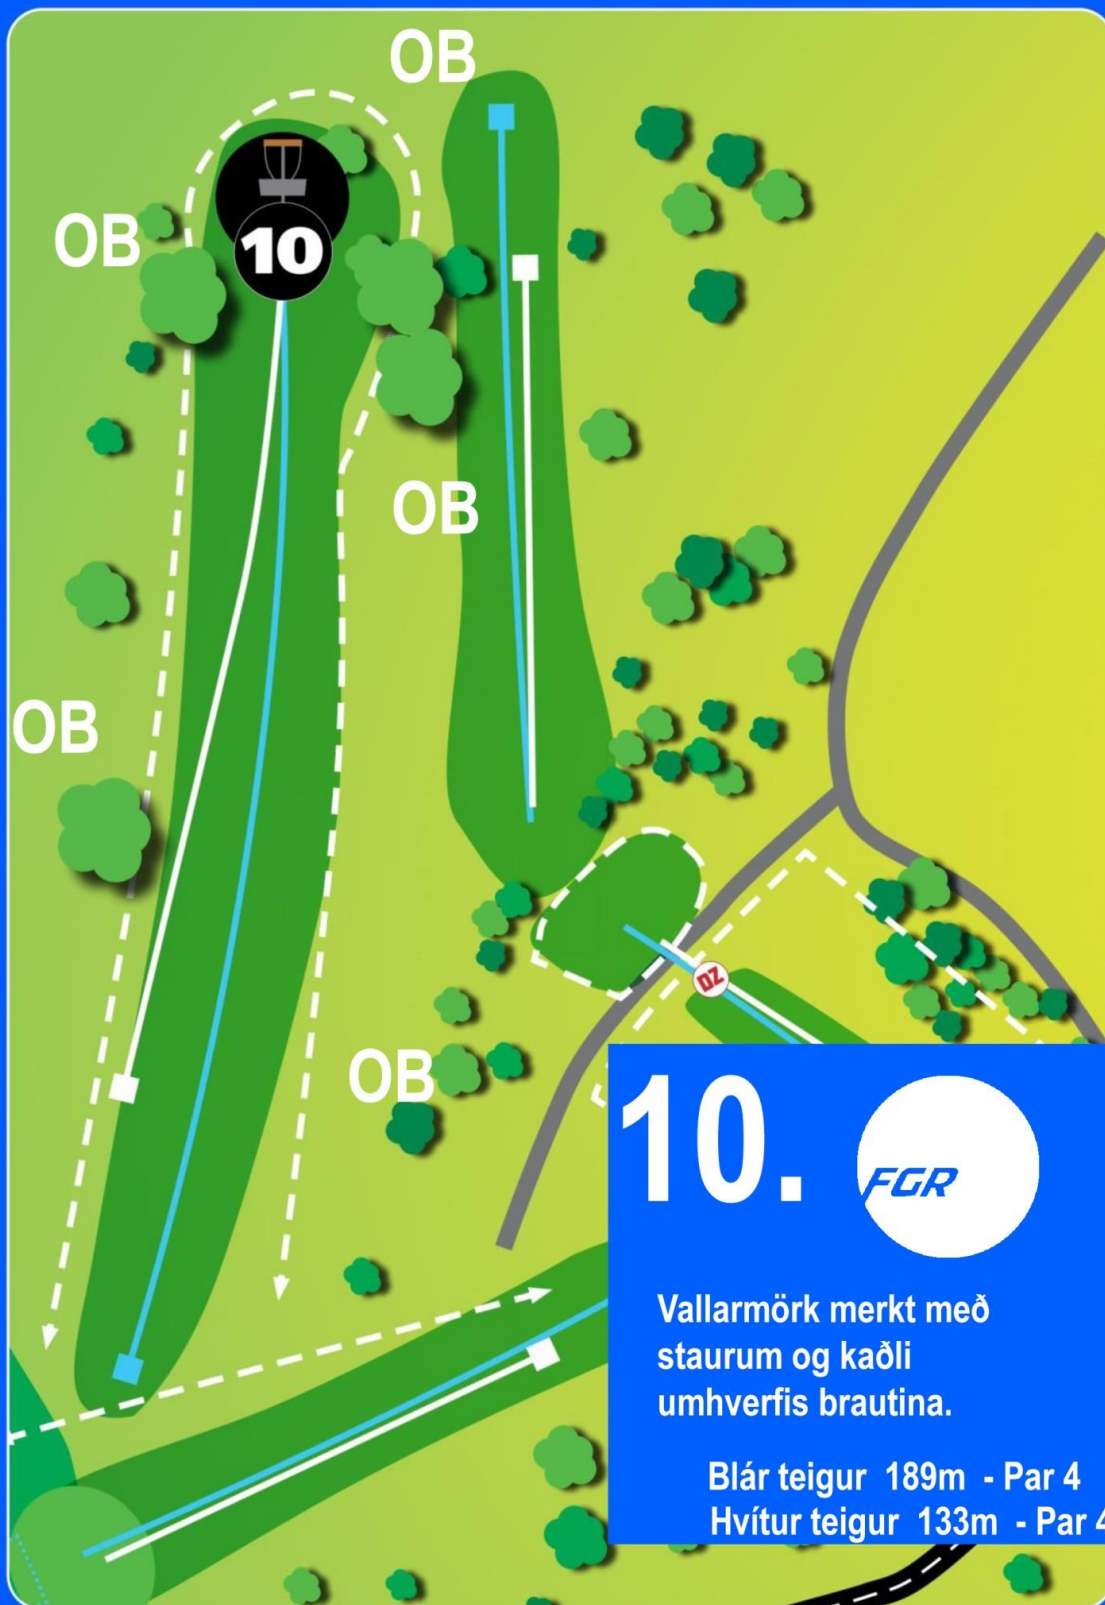 OB
OB
10
OB
OB
DZ
OB
10.
FGR
Vallarmörk merkt með
staurum og kaðli
umhverfis brautina.
Blár teigur 189m - Par 4
Hvítur teigur 133m - Par 4